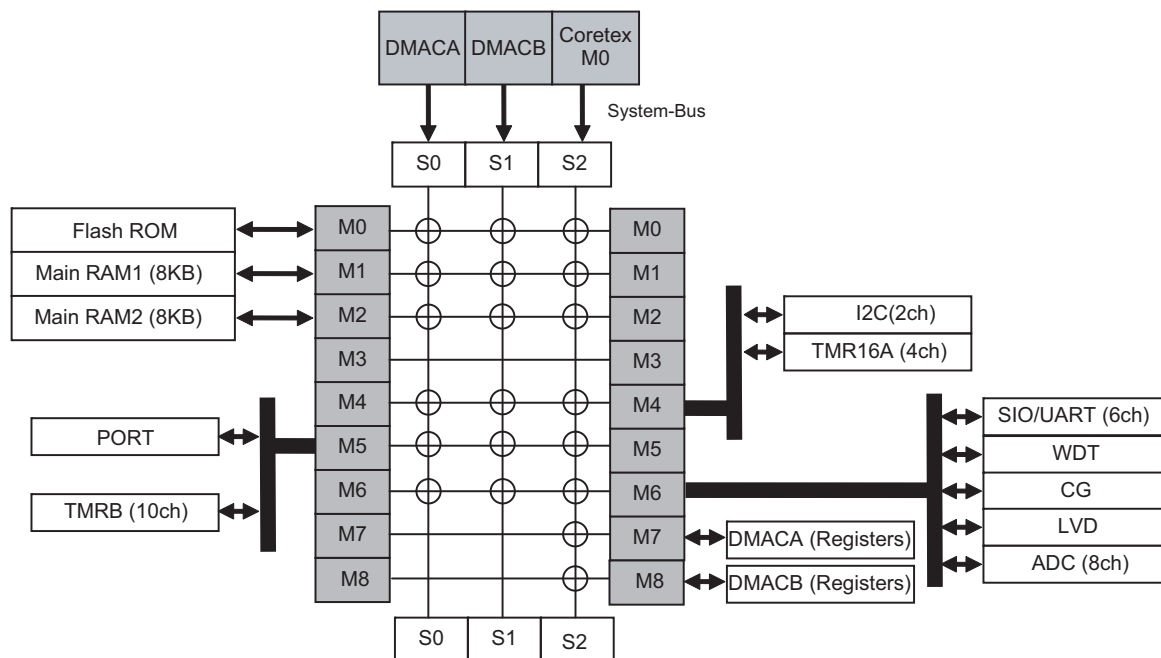 DMACA
DMACB
Coretex
M0
System-Bus
S0
S1
S2
Flash ROM
Main RAM1 (8KB)
Main RAM2 (8KB)
PORT
TMRB (10ch)
M0
M1
M2
M3
M4
M5
M6
M7
M8
M0
M1
M2
M3
M4
M5
M6
M7
M8
I2C(2ch)
TMR16A (4ch)
SIO/UART (6ch)
WDT
CG
LVD
ADC (8ch)
DMACA (Registers)
DMACB (Registers)
S0
S1
S2